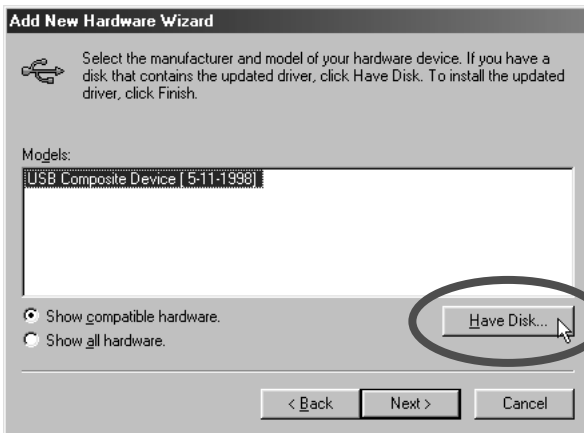 Add New Hardware Wizard
Select the manufacturer and model of your hardware device. If you have a
disk that contains the updated driver, click Have Disk. To install the updated
driver, click Finish.
Models:
USB Composite Device [ 5-11-1998]
Show compatible hardware.
Show all hardware.
Have Disk...
< Back
Next >
Cancel